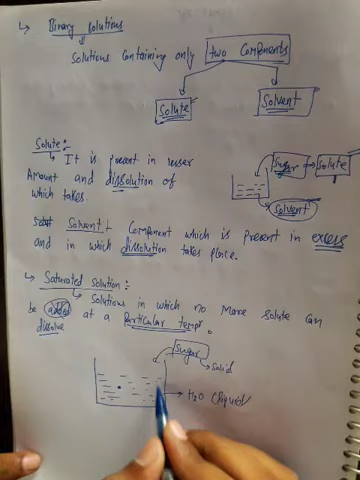 ↳ Binary solutions
solutions containing only two components
Solute
Solvent
Solute:
↳ It is present in lesser
Amount and dissolution of
which takes.
Sugar → Solute
Solvent
Solvent: Component which is present in excess
and in which dissolution takes place.
↳ Saturated solution:
↳ Solutions in which no more solute can
be added at a Particular tempr.
dissolve
Sugar
→ Solid
→ H2O (liquid)